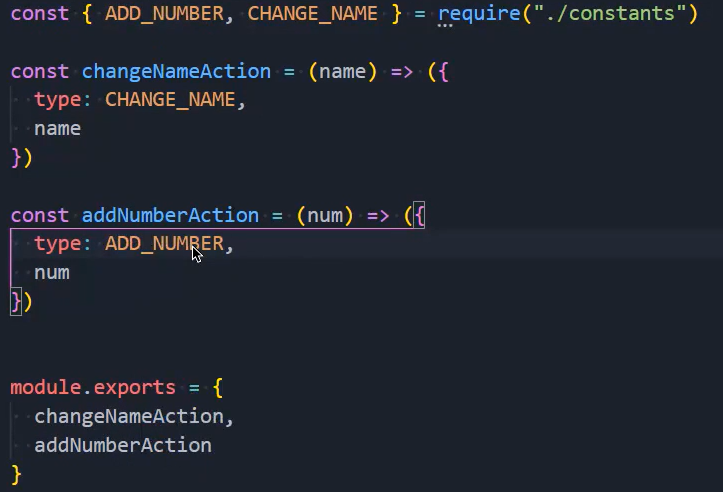 const { ADD_NUMBER, CHANGE_NAME } = require("./constants")
const changeNameAction = (name) => ({
type: CHANGE_NAME,
name
})
const addNumberAction = (num) => ({
type: ADD_NUMBER,
num
})
module.exports = {
changeNameAction,
addNumberAction
}